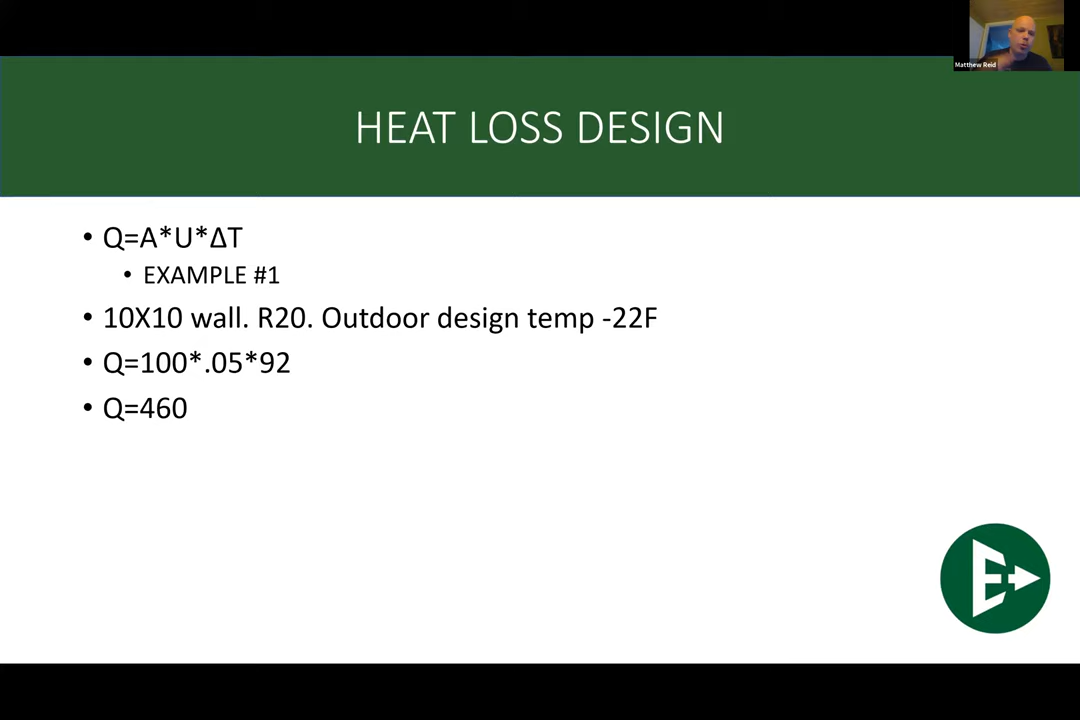 Matthew Reid
HEAT LOSS DESIGN
• Q=A*U*ΔT
• EXAMPLE #1
• 10X10 wall. R20. Outdoor design temp -22F
• Q=100*.05*92
• Q=460
E